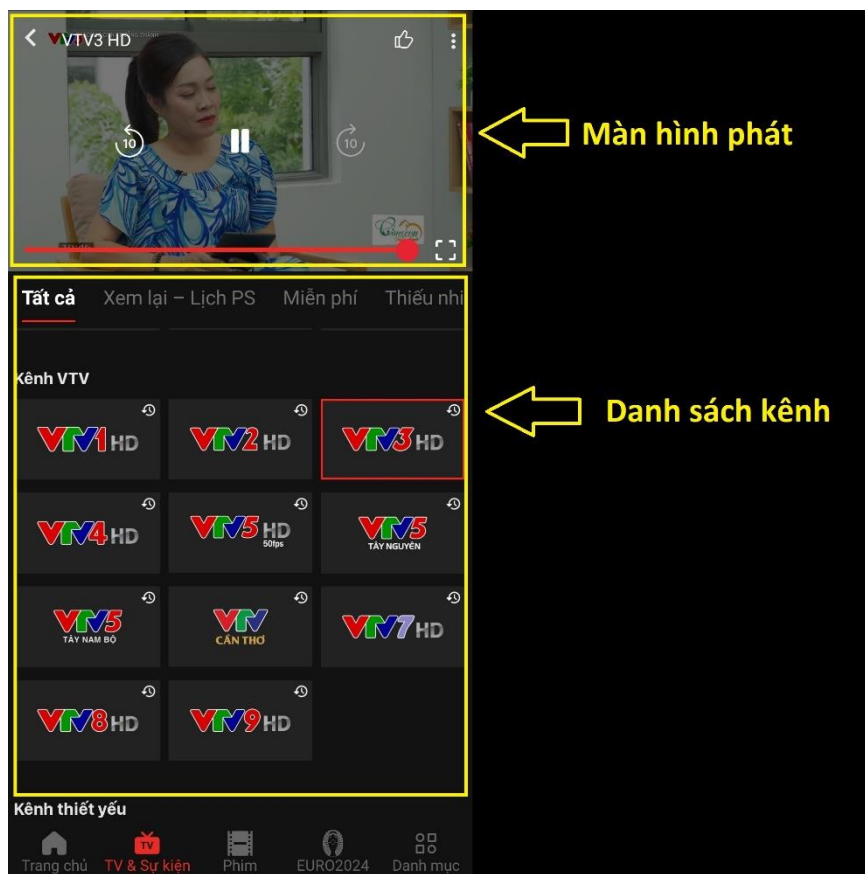 VTV3 HD
10
10
Màn hình phát
Tất cả
Xem lại – Lịch PS
Miễn phí
Thiếu nhi
Kênh VTV
Danh sách kênh
VTV1 HD
VTV2 HD
VTV3 HD
VTV4 HD
VTV5 HD
50fps
VTV5
TÂY NGUYÊN
VTV5
TÂY NAM BỘ
VTV
CẦN THƠ
VTV7 HD
VTV8 HD
VTV9 HD
Kênh thiết yếu
TV
Trang chủ
TV & Sự kiện
Phim
EURO2024
Danh mục